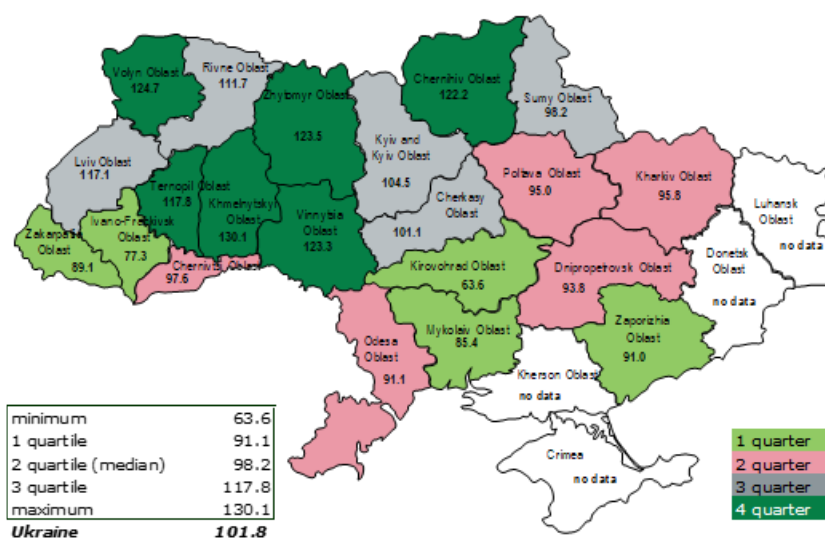 Volyn Oblast
124.7
Rivne Oblast
111.7
Zhytomyr Oblast
123.5
Chernihiv Oblast
122.2
Sumy Oblast
98.2
Kyiv and
Kyiv Oblast
104.5
Lviv Oblast
117.1
Ternopil Oblast
117.8
Khmelnytskyi
Oblast
130.1
Vinnytsia
Oblast
123.3
Cherkasy
Oblast
101.1
Poltava Oblast
95.0
Kharkiv Oblast
95.8
Luhansk
Oblast
no data
Donetsk
Oblast
no data
Zakarpattia
Oblast
89.1
Ivano-Frankivsk
Oblast
77.3
Chernivtsi Oblast
97.6
Kirovohrad Oblast
63.6
Dnipropetrovsk Oblast
93.8
Odesa
Oblast
91.1
Mykolaiv Oblast
85.4
Zaporizhia
Oblast
91.0
Kherson Oblast
no data
Crimea
no data
minimum 63.6
1 quartile 91.1
2 quartile (median) 98.2
3 quartile 117.8
maximum 130.1
Ukraine 101.8
1 quarter
2 quarter
3 quarter
4 quarter